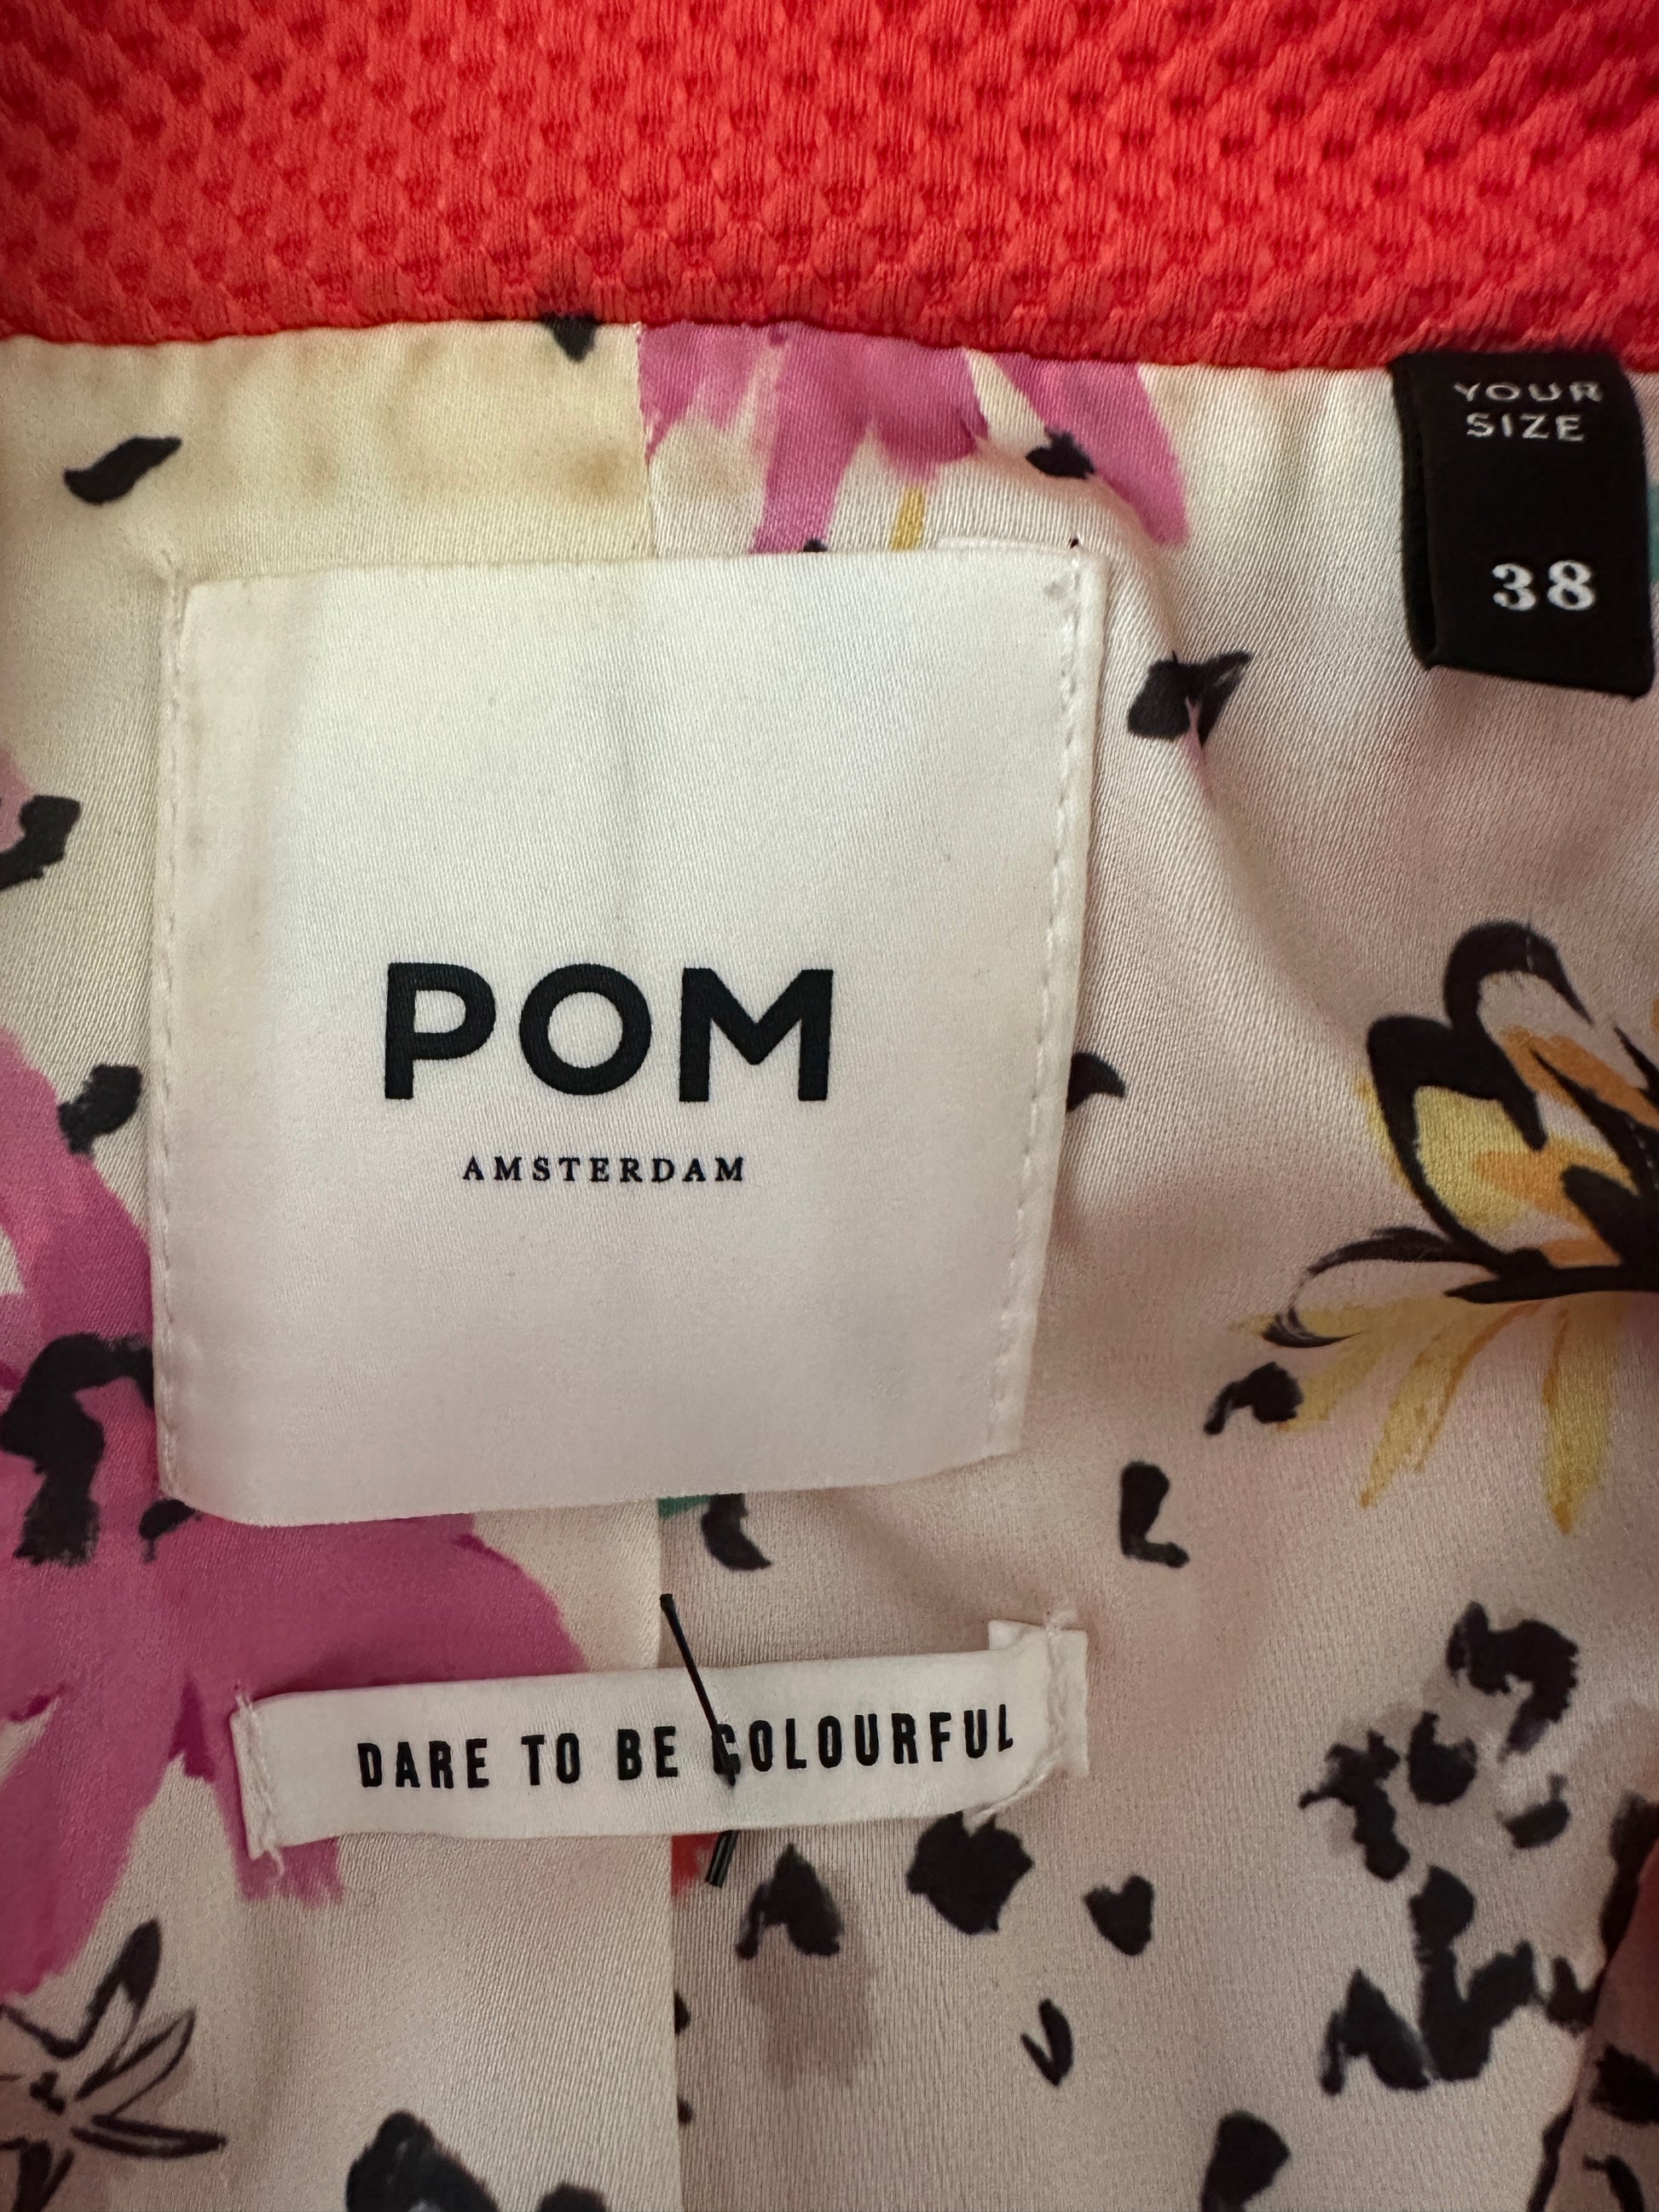 YOUR
SIZE
38
POM
AMSTERDAM
DARE TO BE COLOURFUL